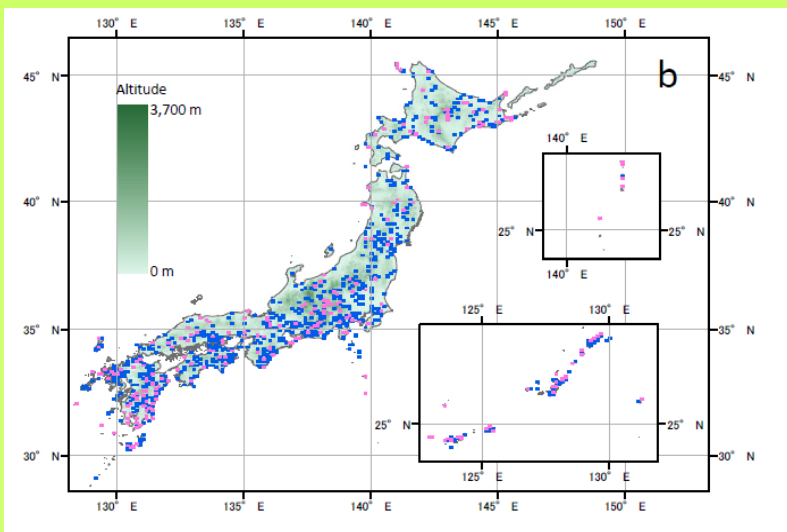 130° E 135° E 140° E 145° E 150° E
b
45° N 45° N
Altitude
3,700 m
140° E
40° N 40° N
25° N 25° N
0 m
140° E
125° E 130° E
35° N 35° N
25° N 25° N
30° N 30° N
125° E 130° E
130° E 135° E 140° E 145° E 150° E